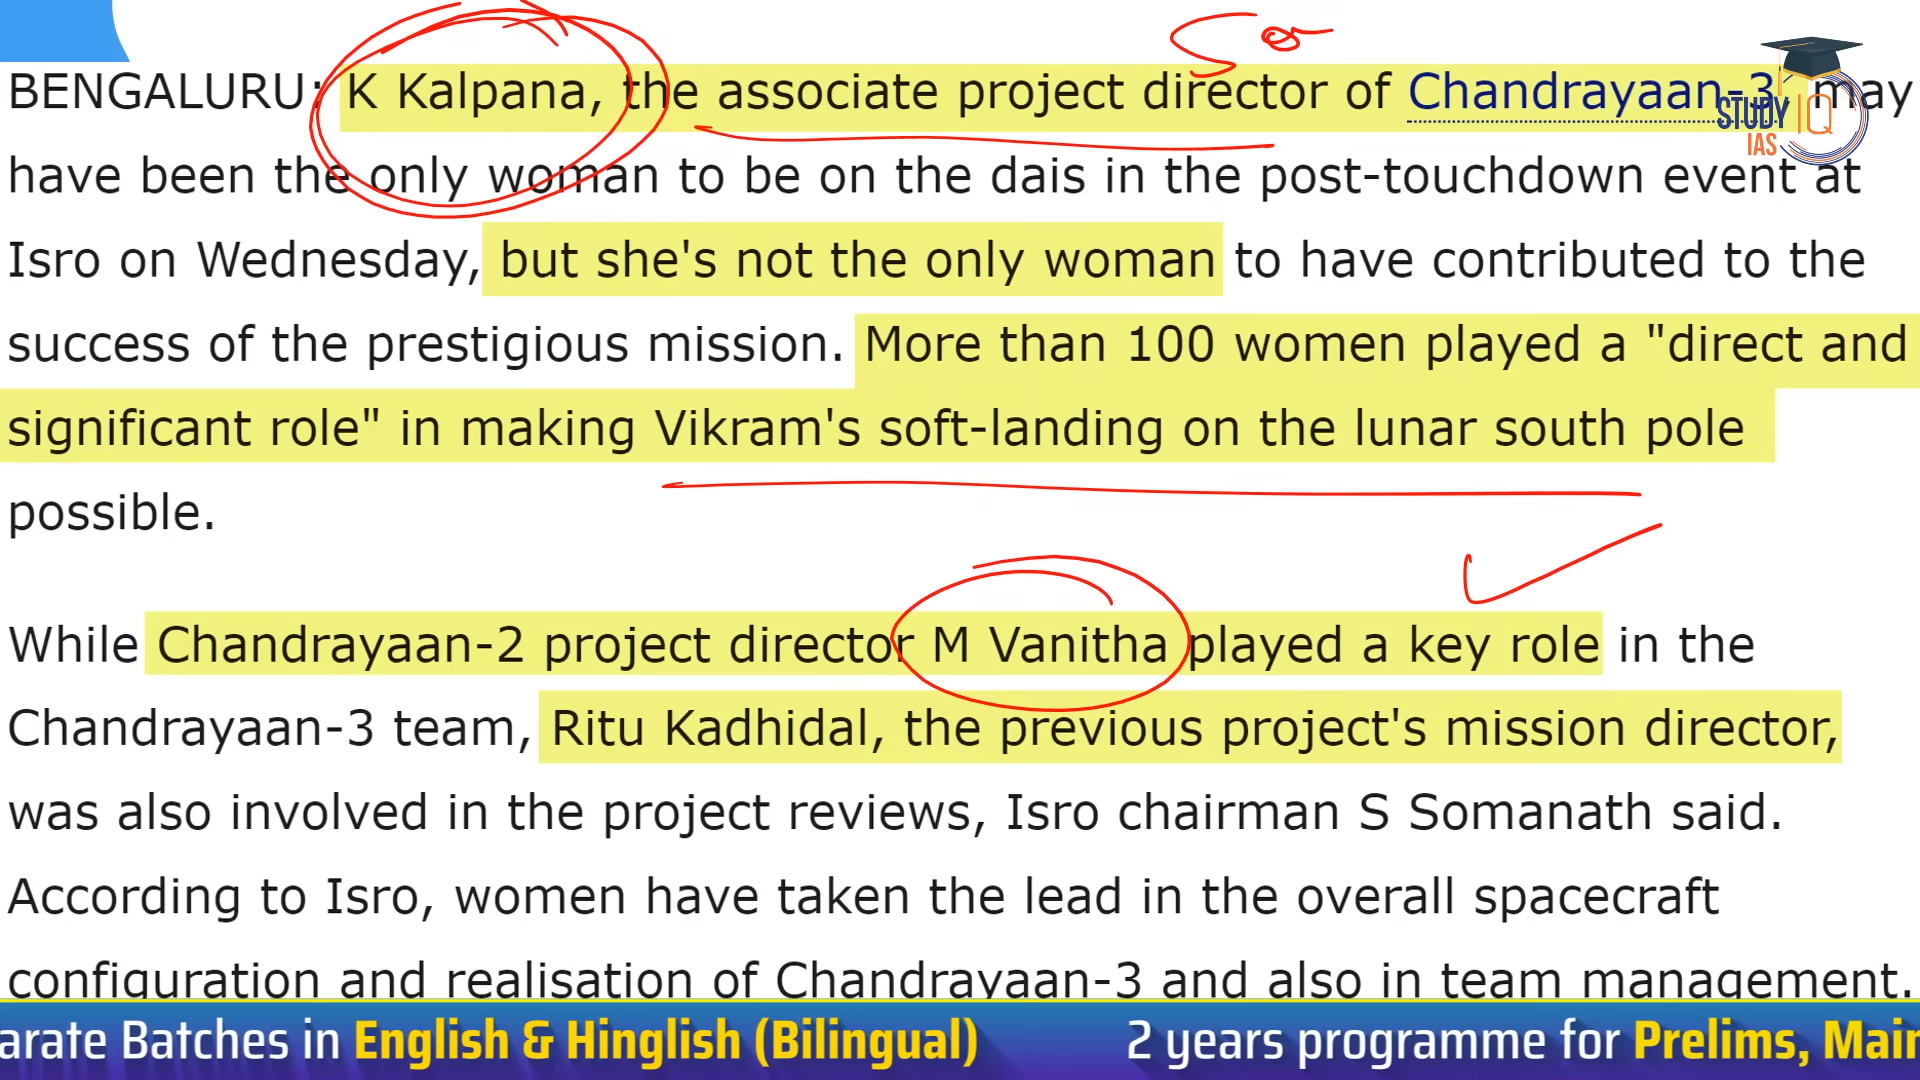 BENGALURU: K Kalpana, the associate project director of Chandrayaan-3, may
have been the only woman to be on the dais in the post-touchdown event at
Isro on Wednesday, but she's not the only woman to have contributed to the
success of the prestigious mission. More than 100 women played a "direct and
significant role" in making Vikram's soft-landing on the lunar south pole
possible.
While Chandrayaan-2 project director M Vanitha played a key role in the
Chandrayaan-3 team, Ritu Kadhidal, the previous project's mission director,
was also involved in the project reviews, Isro chairman S Somanath said.
According to Isro, women have taken the lead in the overall spacecraft
configuration and realisation of Chandrayaan-3 and also in team management.
STUDY IQ
IAS
arate Batches in English & Hinglish (Bilingual) 2 years programme for Prelims, Main